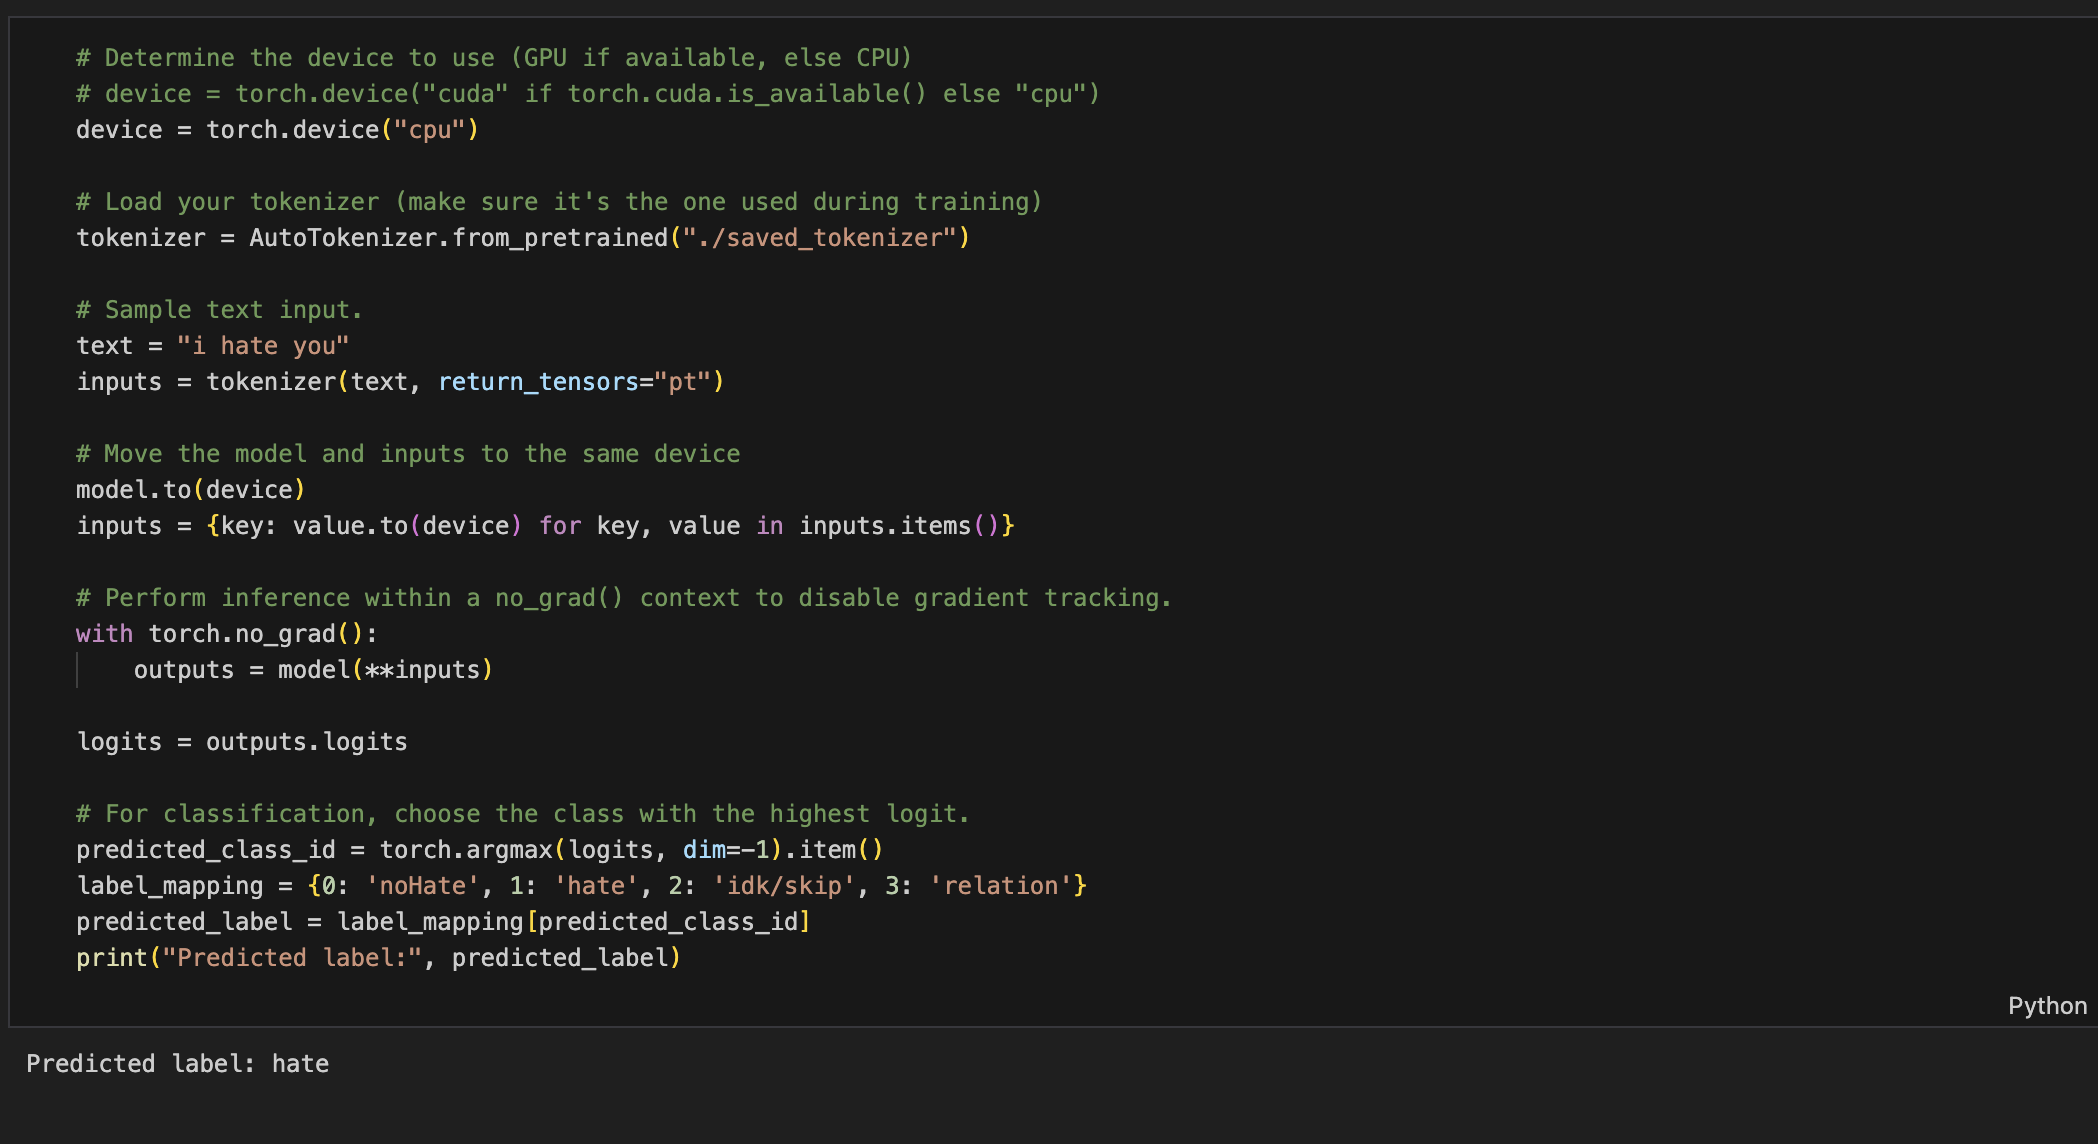 # Determine the device to use (GPU if available, else CPU)
# device = torch.device("cuda" if torch.cuda.is_available() else "cpu")
device = torch.device("cpu")
# Load your tokenizer (make sure it's the one used during training)
tokenizer = AutoTokenizer.from_pretrained("./saved_tokenizer")
# Sample text input.
text = "i hate you"
inputs = tokenizer(text, return_tensors="pt")
# Move the model and inputs to the same device
model.to(device)
inputs = {key: value.to(device) for key, value in inputs.items()}
# Perform inference within a no_grad() context to disable gradient tracking.
with torch.no_grad():
    outputs = model(**inputs)
logits = outputs.logits
# For classification, choose the class with the highest logit.
predicted_class_id = torch.argmax(logits, dim=-1).item()
label_mapping = {0: 'noHate', 1: 'hate', 2: 'idk/skip', 3: 'relation'}
predicted_label = label_mapping[predicted_class_id]
print("Predicted label:", predicted_label)
Python
Predicted label: hate